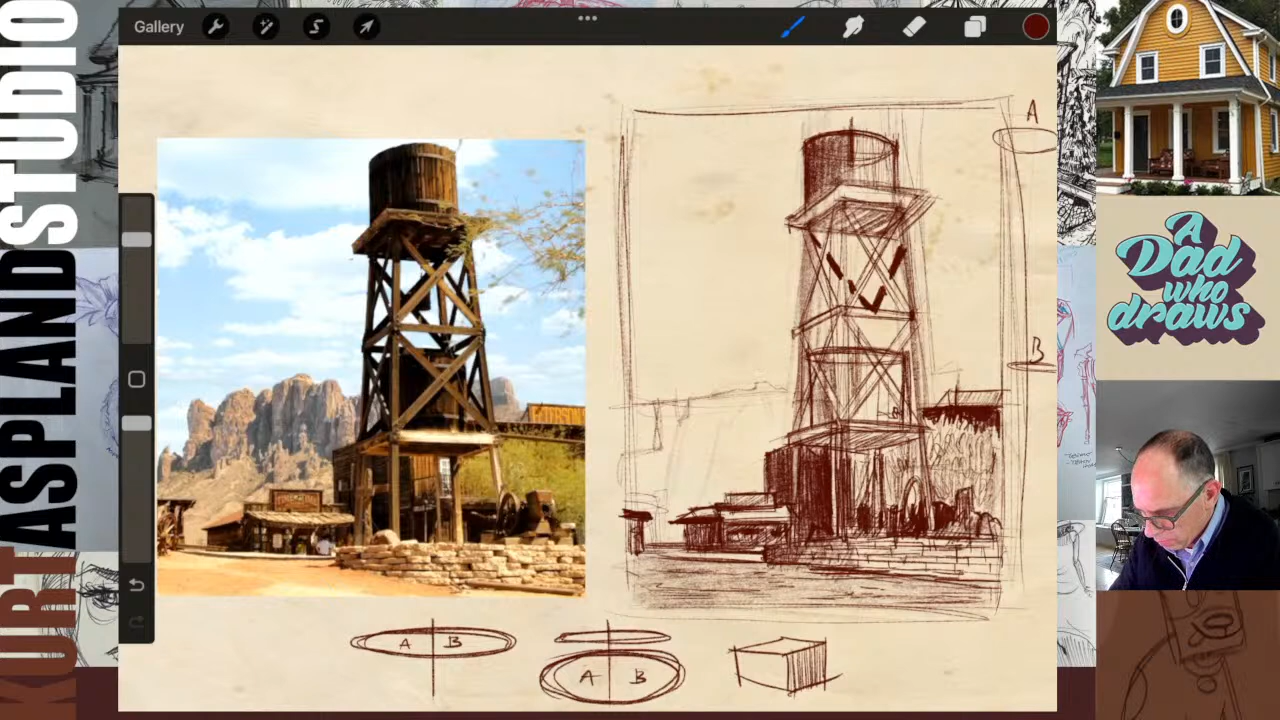 KURT ASPLAND STUDIO
Gallery
A
B
A B
A B
A
Dad
who
draws